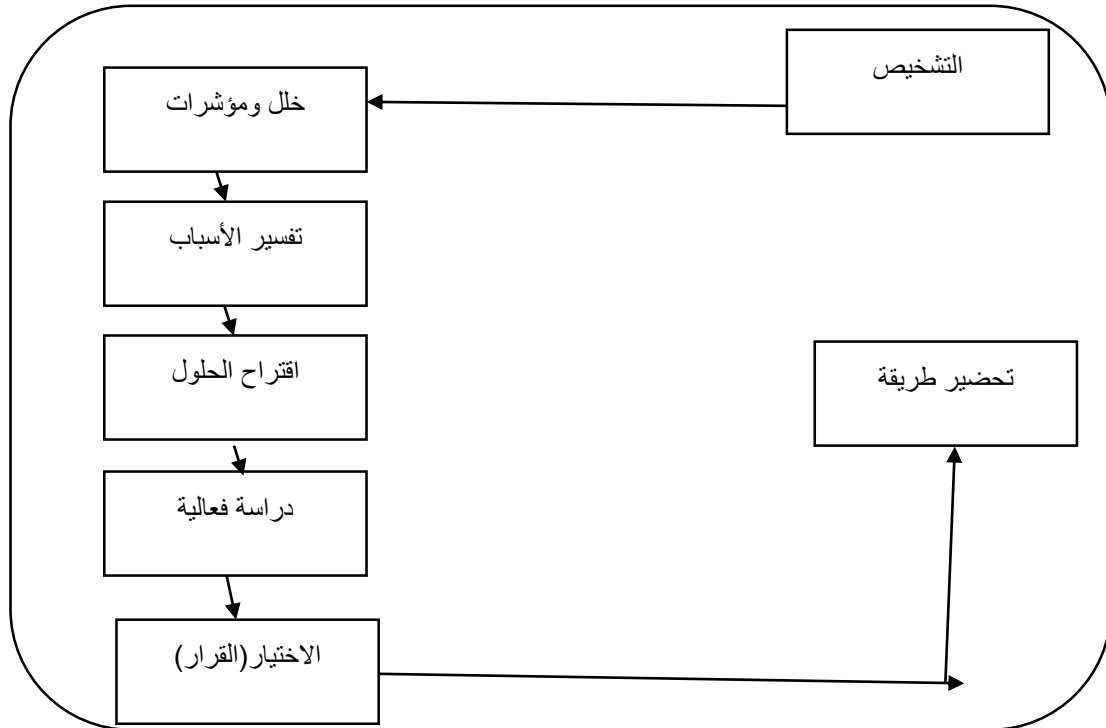 التشخيص
خلل ومؤشرات
تفسير الأسباب
اقتراح الحلول
دراسة فعالية
الاختيار(القرار)
تحضير طريقة